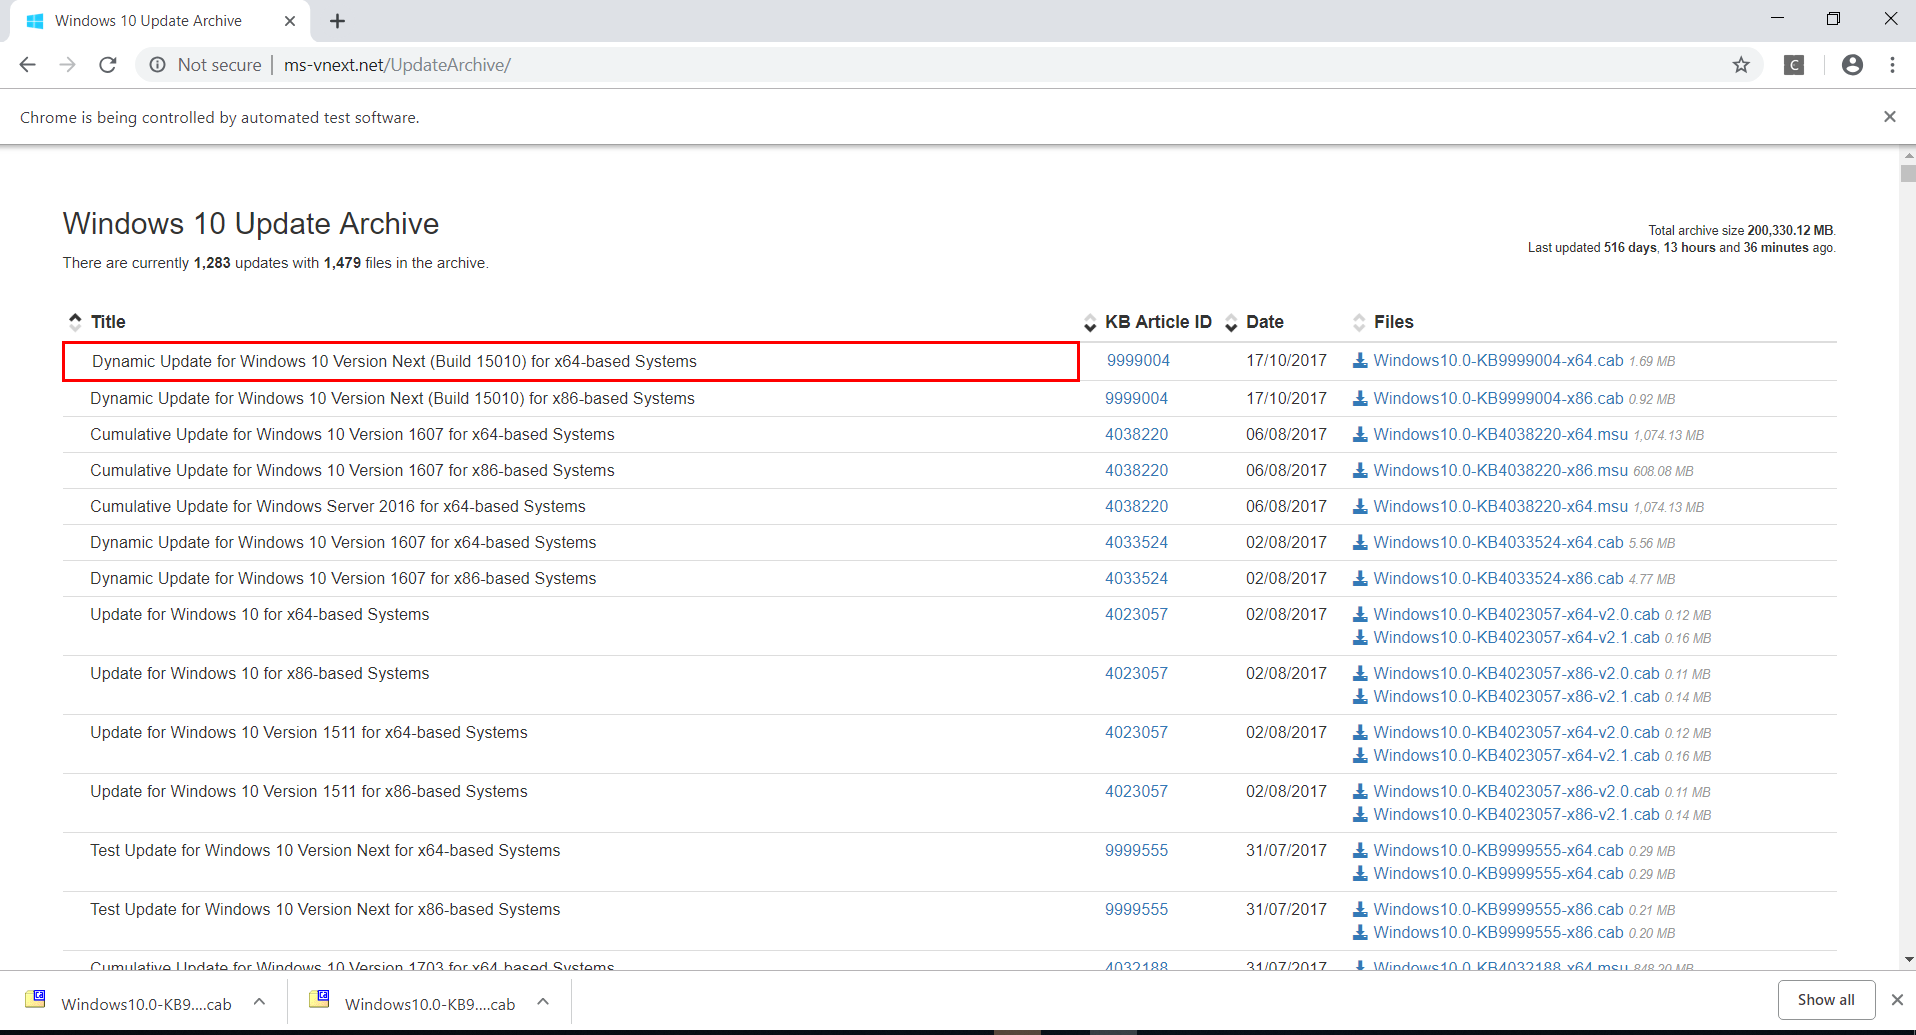 Windows 10 Update Archive
Not secure | ms-vnext.net/UpdateArchive/
C
Chrome is being controlled by automated test software.
Windows 10 Update Archive
Total archive size 200,330.12 MB.
Last updated 516 days, 13 hours and 36 minutes ago.
There are currently 1,283 updates with 1,479 files in the archive.
Title KB Article ID Date Files
Dynamic Update for Windows 10 Version Next (Build 15010) for x64-based Systems 9999004 17/10/2017 Windows10.0-KB9999004-x64.cab 1.69 MB
Dynamic Update for Windows 10 Version Next (Build 15010) for x86-based Systems 9999004 17/10/2017 Windows10.0-KB9999004-x86.cab 0.92 MB
Cumulative Update for Windows 10 Version 1607 for x64-based Systems 4038220 06/08/2017 Windows10.0-KB4038220-x64.msu 1,074.13 MB
Cumulative Update for Windows 10 Version 1607 for x86-based Systems 4038220 06/08/2017 Windows10.0-KB4038220-x86.msu 608.08 MB
Cumulative Update for Windows Server 2016 for x64-based Systems 4038220 06/08/2017 Windows10.0-KB4038220-x64.msu 1,074.13 MB
Dynamic Update for Windows 10 Version 1607 for x64-based Systems 4033524 02/08/2017 Windows10.0-KB4033524-x64.cab 5.56 MB
Dynamic Update for Windows 10 Version 1607 for x86-based Systems 4033524 02/08/2017 Windows10.0-KB4033524-x86.cab 4.77 MB
Update for Windows 10 for x64-based Systems 4023057 02/08/2017 Windows10.0-KB4023057-x64-v2.0.cab 0.12 MB
Windows10.0-KB4023057-x64-v2.1.cab 0.16 MB
Update for Windows 10 for x86-based Systems 4023057 02/08/2017 Windows10.0-KB4023057-x86-v2.0.cab 0.11 MB
Windows10.0-KB4023057-x86-v2.1.cab 0.14 MB
Update for Windows 10 Version 1511 for x64-based Systems 4023057 02/08/2017 Windows10.0-KB4023057-x64-v2.0.cab 0.12 MB
Windows10.0-KB4023057-x64-v2.1.cab 0.16 MB
Update for Windows 10 Version 1511 for x86-based Systems 4023057 02/08/2017 Windows10.0-KB4023057-x86-v2.0.cab 0.11 MB
Windows10.0-KB4023057-x86-v2.1.cab 0.14 MB
Test Update for Windows 10 Version Next for x64-based Systems 9999555 31/07/2017 Windows10.0-KB9999555-x64.cab 0.29 MB
Windows10.0-KB9999555-x64.cab 0.29 MB
Test Update for Windows 10 Version Next for x86-based Systems 9999555 31/07/2017 Windows10.0-KB9999555-x86.cab 0.21 MB
Windows10.0-KB9999555-x86.cab 0.20 MB
Cumulative Update for Windows 10 Version 1703 for x64-based Systems 4032188 31/07/2017 Windows10.0-KB4032188-x64.msu 848.20 MB
Windows10.0-KB9....cab Windows10.0-KB9....cab Show all